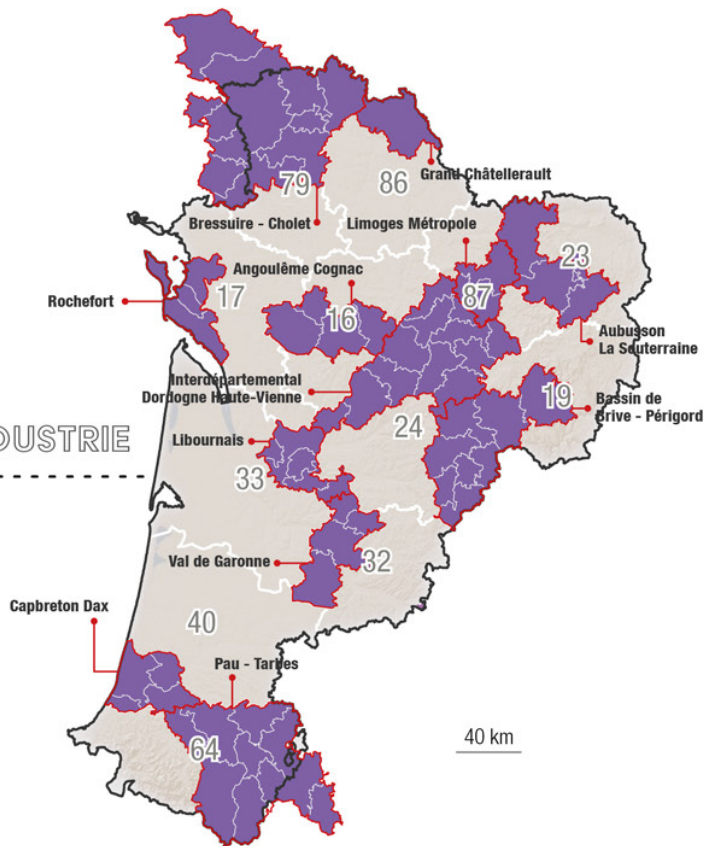 79
86
Grand Châtellerault
Bressuire - Cholet
Limoges Métropole
23
Angoulême Cognac
17
87
Rochefort
16
Aubusson
La Souterraine
Interdépartemental
Dordogne Haute-Vienne
19
Bassin de
Brive - Périgord
24
DUSTRIE
Libournais
33
Val de Garonne
32
Capbreton Dax
40
Pau - Tarbes
40 km
64